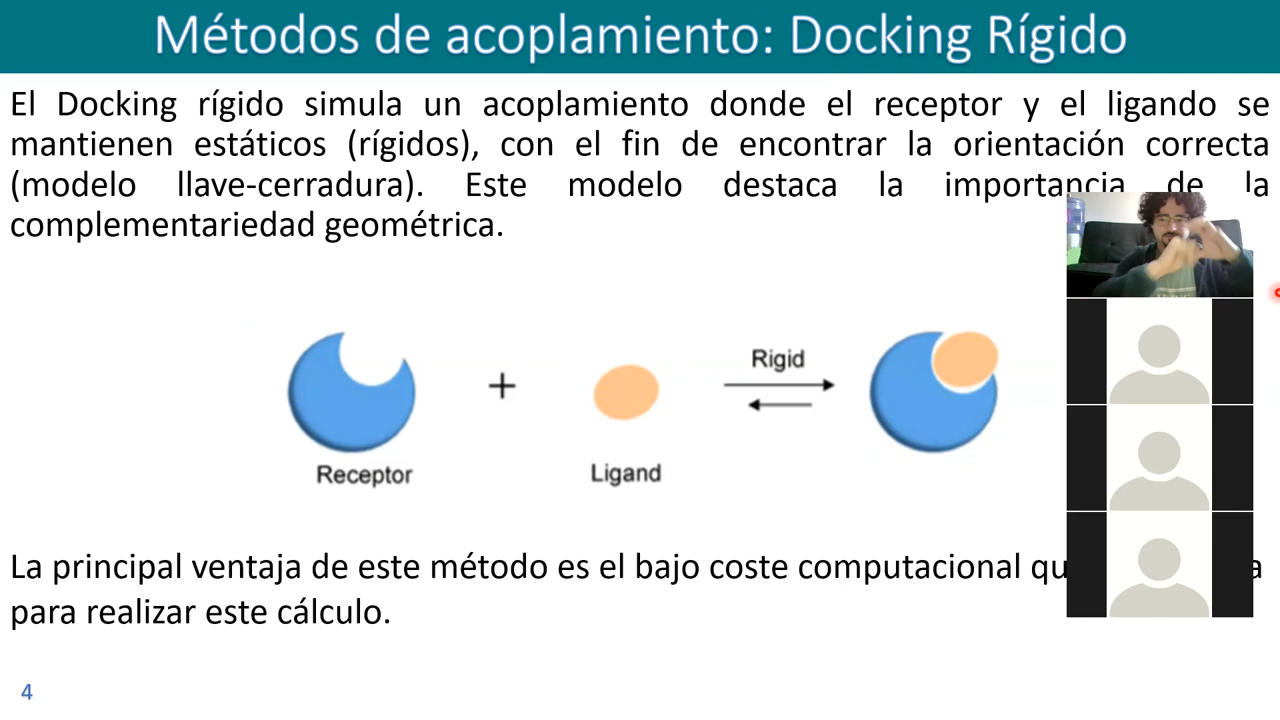 Métodos de acoplamiento: Docking Rígido
El Docking rígido simula un acoplamiento donde el receptor y el ligando se
mantienen estáticos (rígidos), con el fin de encontrar la orientación correcta
(modelo llave-cerradura). Este modelo destaca la importancia de la
complementariedad geométrica.
Rigid
+
Receptor
Ligand
La principal ventaja de este método es el bajo coste computacional
para realizar este cálculo.
4